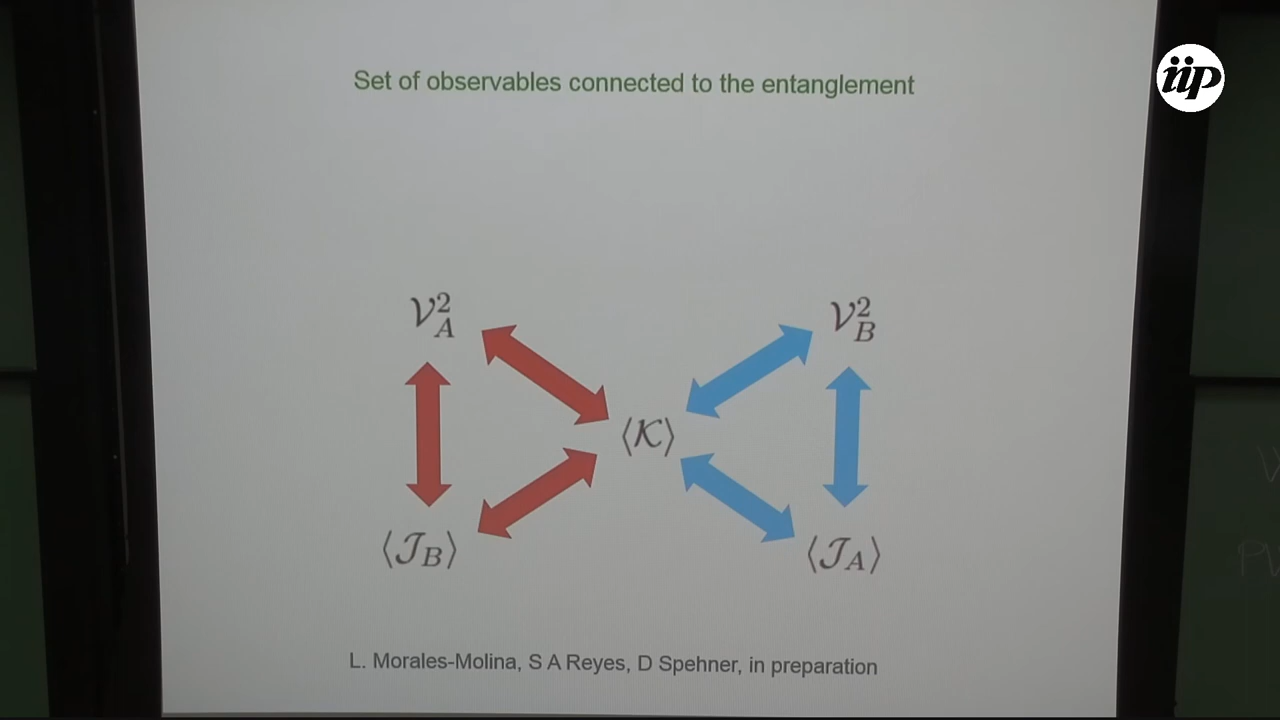 iip
Set of observables connected to the entanglement
𝒱²_A
𝒱²_B
⟨𝒦⟩
⟨𝒥_B⟩
⟨𝒥_A⟩
L. Morales-Molina, S A Reyes, D Spehner, in preparation